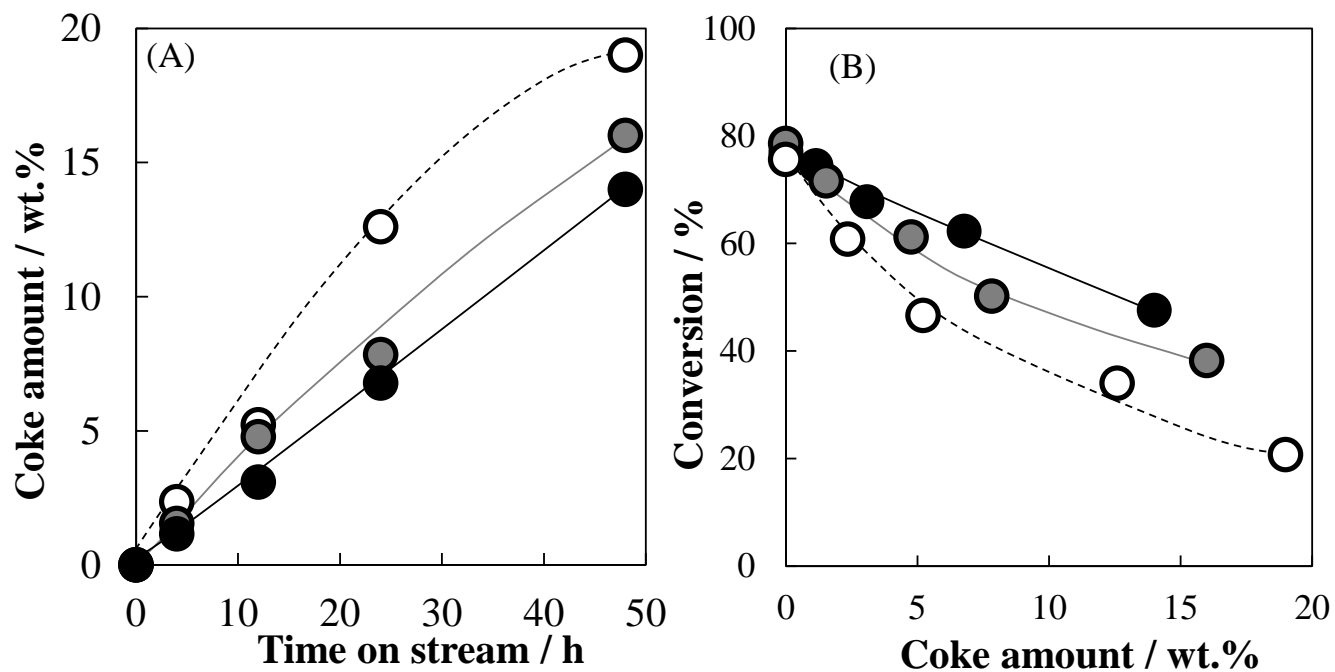 (A)
Coke amount / wt.%
20
15
10
5
0
0 10 20 30 40 50
Time on stream / h
(B)
Conversion / %
100
80
60
40
20
0
0 5 10 15 20
Coke amount / wt.%